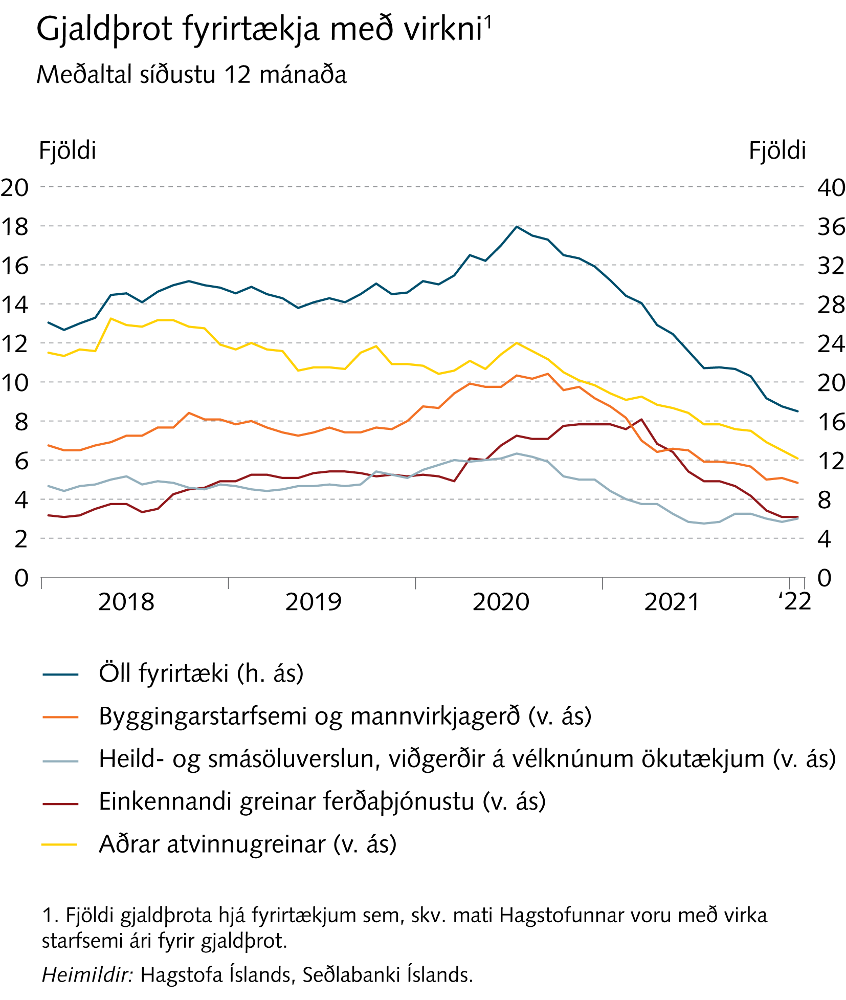 Gjaldþrot fyrirtækja með virkni¹
Meðaltal síðustu 12 mánaða
Fjöldi Fjöldi
20 40
18 36
16 32
14 28
12 24
10 20
8 16
6 12
4 8
2 4
0 0
2018 2019 2020 2021 ‘22
Öll fyrirtæki (h. ás)
Byggingarstarfsemi og mannvirkjagerð (v. ás)
Heild- og smásöluverslun, viðgerðir á vélknúnum ökutækjum (v. ás)
Einkennandi greinar ferðaþjónustu (v. ás)
Aðrar atvinnugreinar (v. ás)
1. Fjöldi gjaldþrota hjá fyrirtækjum sem, skv. mati Hagstofunnar voru með virka
starfsemi ári fyrir gjaldþrot.
Heimildir: Hagstofa Íslands, Seðlabanki Íslands.